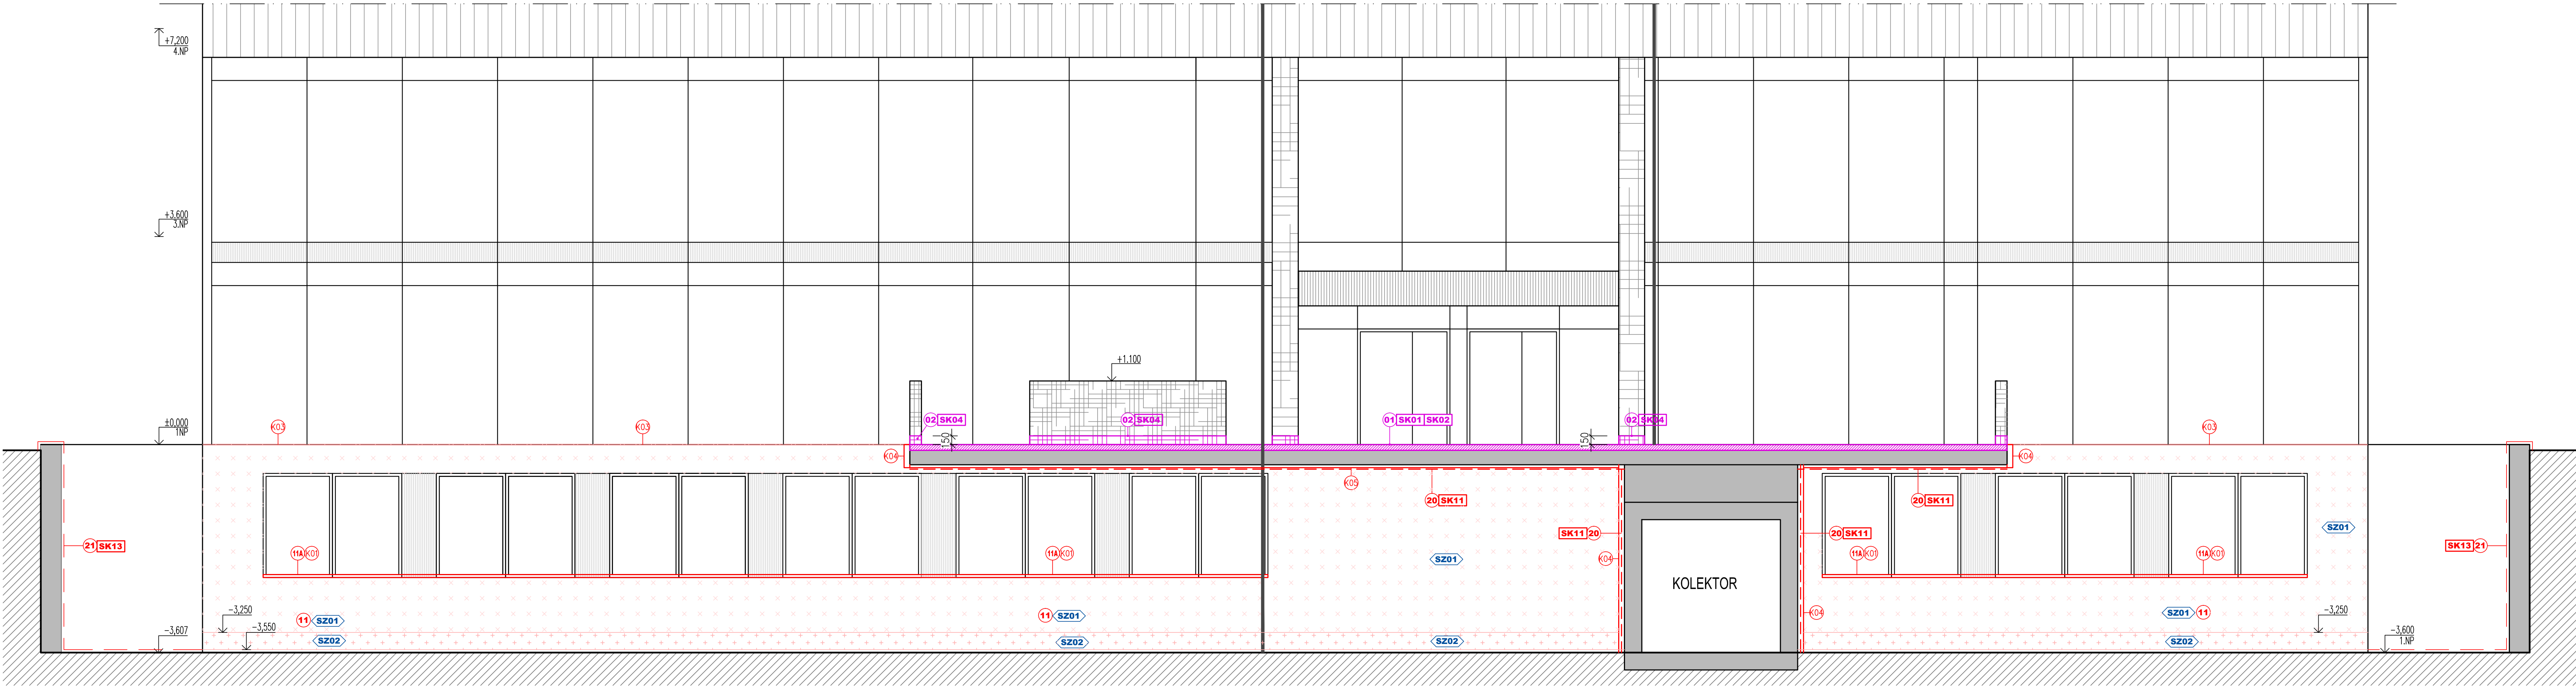 +7,200
4.NP
+3,600
3.NP
+1,100
±0,000
1NP
K03
K03
02 SK04
150
02 SK04
01 SK01 SK02
150
02 SK04
K03
K04
K04
K05
20 SK11
20 SK11
21 SK13
11A K01
11A K01
SZ01
SK11 20
K04
KOLEKTOR
20 SK11
K04
11A K01
11A K01
SZ01
SK13 21
-3,250
-3,550
-3,607
11 SZ01
SZ02
11 SZ01
SZ02
SZ02
SZ01 11
SZ02
-3,250
-3,600
1.NP